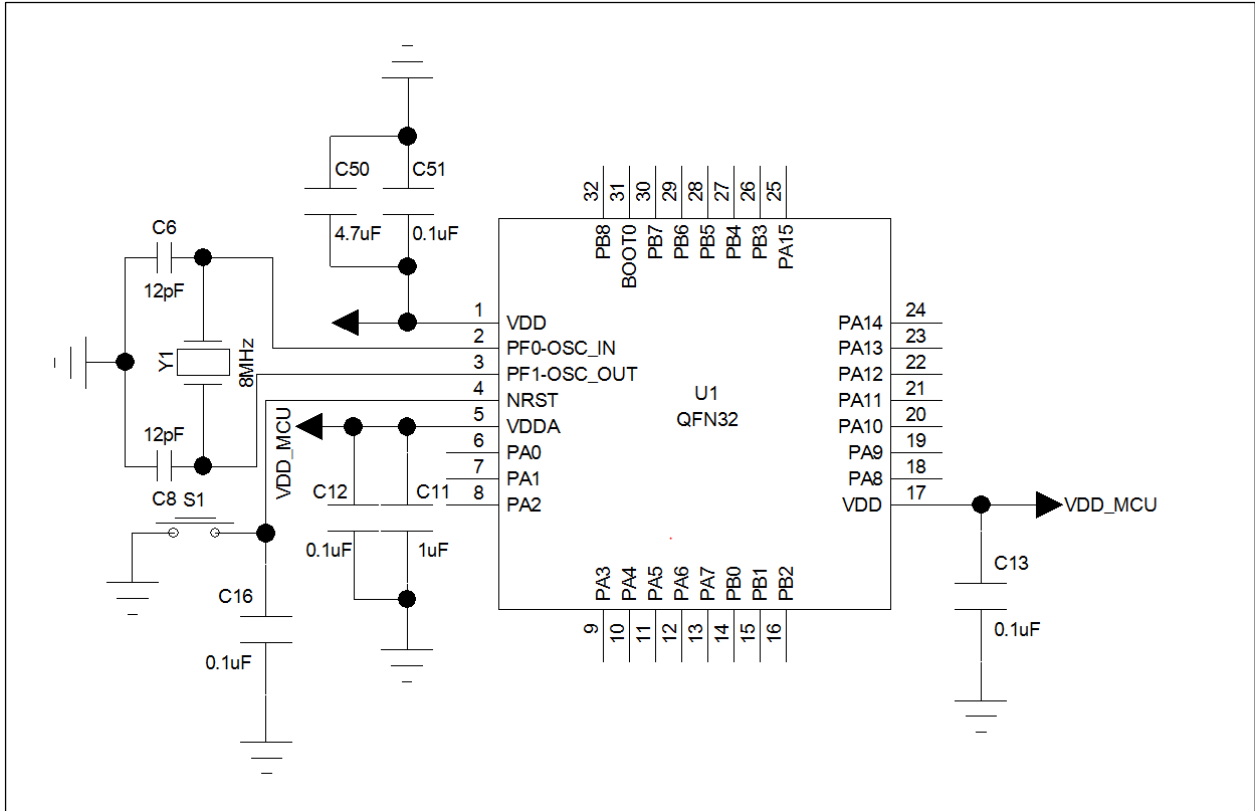 C50
C51
4.7uF
0.1uF
C6
12pF
Y1
8MHz
12pF
C8
S1
VDD_MCU
C12
C11
0.1uF
1uF
C16
0.1uF
32
31
30
29
28
27
26
25
PB8
BOOT0
PB7
PB6
PB5
PB4
PB3
PA15
1
VDD
2
PF0-OSC_IN
3
PF1-OSC_OUT
4
NRST
5
VDDA
6
PA0
7
PA1
8
PA2
U1
QFN32
PA14
24
PA13
23
PA12
22
PA11
21
PA10
20
PA9
19
PA8
18
VDD
17
VDD_MCU
C13
0.1uF
PA3
PA4
PA5
PA6
PA7
PB0
PB1
PB2
9
10
11
12
13
14
15
16